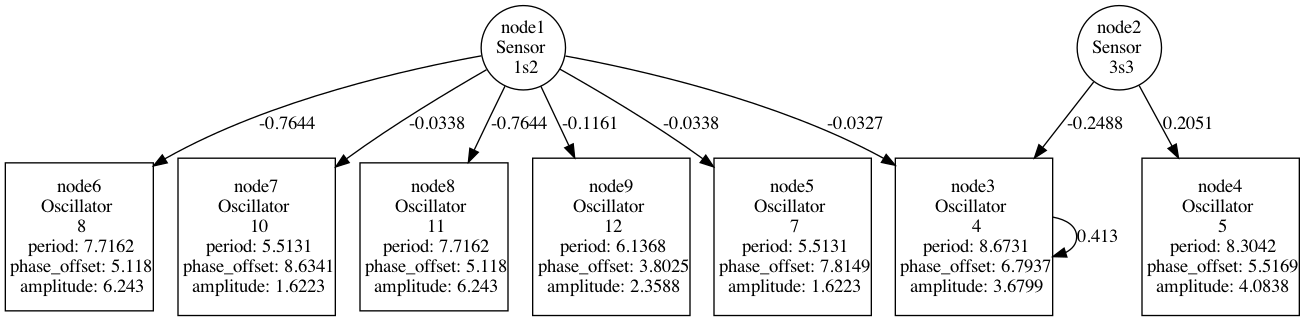 node1
Sensor
1s2
node2
Sensor
3s3
-0.7644
-0.0338
-0.7644
-0.1161
-0.0338
-0.0327
-0.2488
0.2051
node6
Oscillator
8
period: 7.7162
phase_offset: 5.118
amplitude: 6.243
node7
Oscillator
10
period: 5.5131
phase_offset: 8.6341
amplitude: 1.6223
node8
Oscillator
11
period: 7.7162
phase_offset: 5.118
amplitude: 6.243
node9
Oscillator
12
period: 6.1368
phase_offset: 3.8025
amplitude: 2.3588
node5
Oscillator
7
period: 5.5131
phase_offset: 7.8149
amplitude: 1.6223
node3
Oscillator
4
period: 8.6731
phase_offset: 6.7937
amplitude: 3.6799
0.413
node4
Oscillator
5
period: 8.3042
phase_offset: 5.5169
amplitude: 4.0838